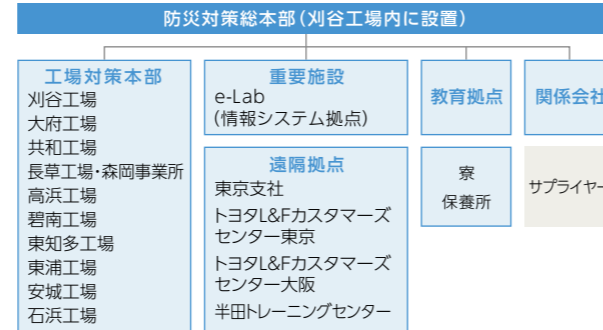 防災対策総本部（刈谷工場内に設置）
工場対策本部
刈谷工場
大府工場
共和工場
長草工場・森岡事業所
高浜工場
碧南工場
東知多工場
東浦工場
安城工場
石浜工場
重要施設
e-Lab
（情報システム拠点）
遠隔拠点
東京支社
トヨタL&Fカスタマーズ
センター東京
トヨタL&Fカスタマーズ
センター大阪
半田トレーニングセンター
教育拠点
寮
保養所
関係会社
サプライヤー